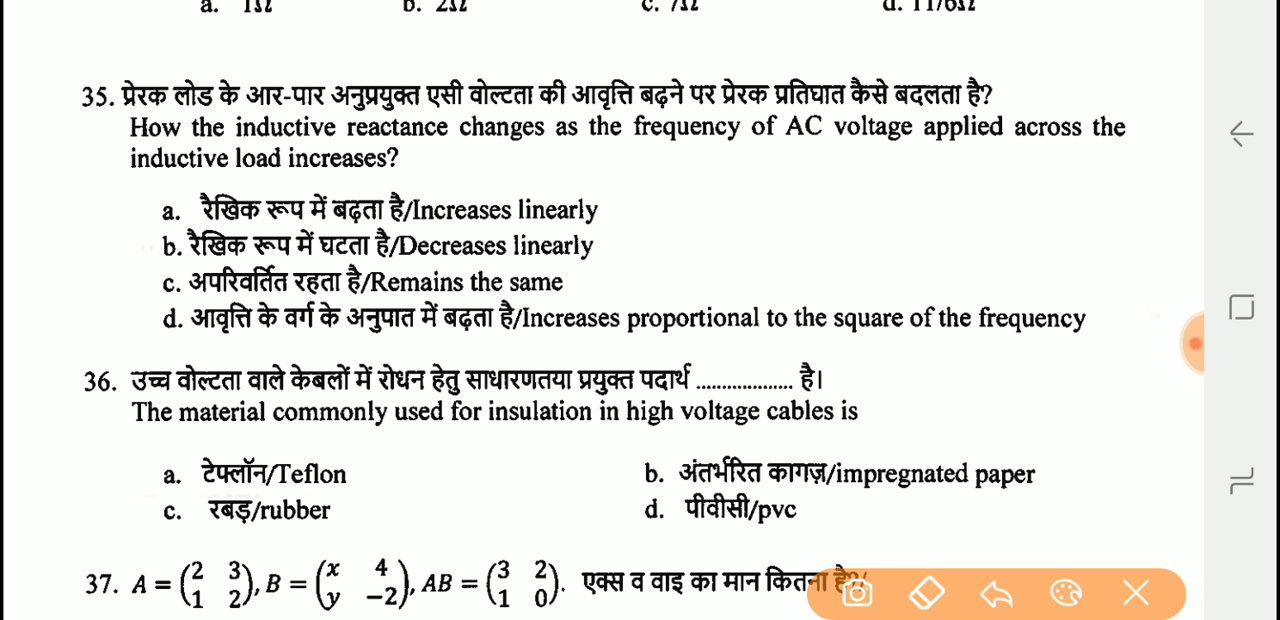 a. 1Ω b. 2Ω c. 7Ω d. 11/6Ω
35. प्रेरक लोड के आर-पार अनुप्रयुक्त एसी वोल्टता की आवृत्ति बढ़ने पर प्रेरक प्रतिघात कैसे बदलता है?
How the inductive reactance changes as the frequency of AC voltage applied across the
inductive load increases?
a. रैखिक रूप में बढ़ता है/Increases linearly
b. रैखिक रूप में घटता है/Decreases linearly
c. अपरिवर्तित रहता है/Remains the same
d. आवृत्ति के वर्ग के अनुपात में बढ़ता है/Increases proportional to the square of the frequency
36. उच्च वोल्टता वाले केबलों में रोधन हेतु साधारणतया प्रयुक्त पदार्थ ................... है।
The material commonly used for insulation in high voltage cables is
a. टेफ्लॉन/Teflon b. अंतर्भरित कागज़/impregnated paper
c. रबड़/rubber d. पीवीसी/pvc
37. A = (2 3
1 2), B = (x 4
y -2), AB = (3 2
1 0). एक्स व वाइ का मान कितना है?